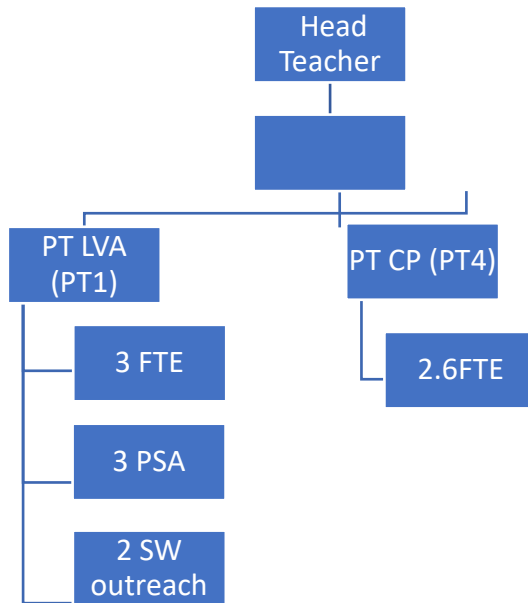 Head
Teacher
PT LVA
(PT1)
PT CP (PT4)
3 FTE
2.6FTE
3 PSA
2 SW
outreach